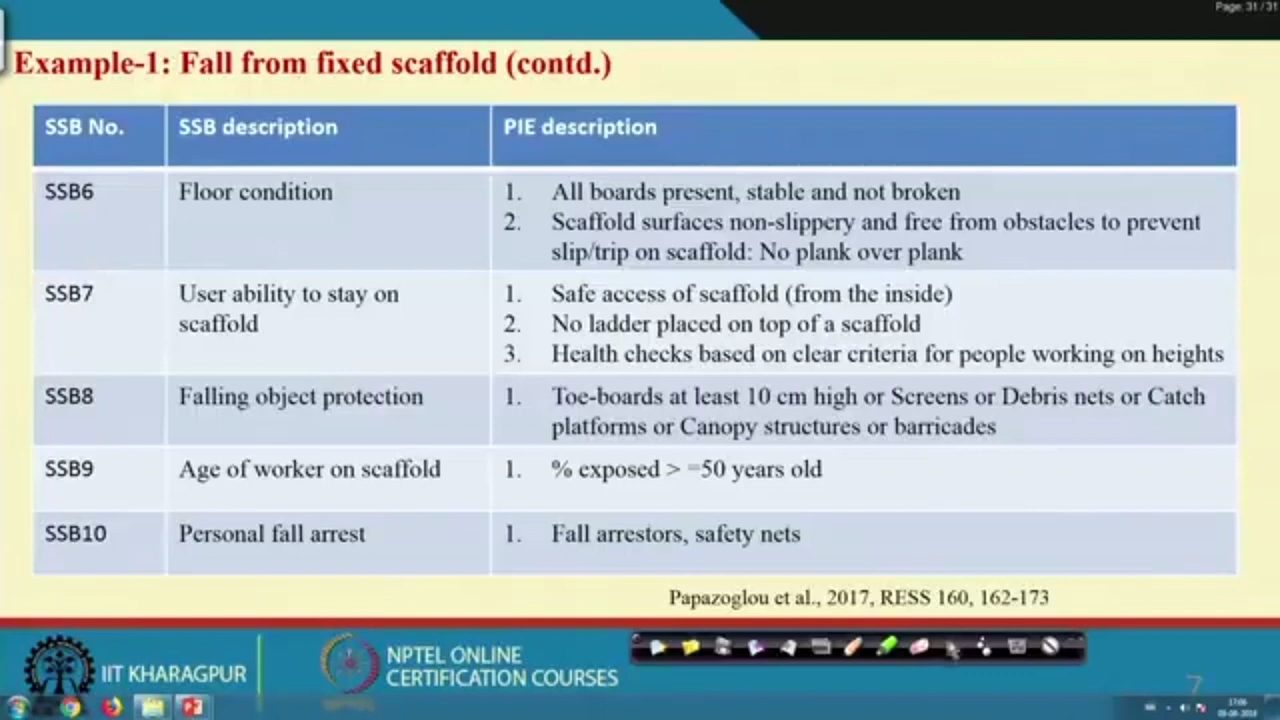 Page: 31 / 31
Example-1: Fall from fixed scaffold (contd.)
SSB No. SSB description PIE description
SSB6 Floor condition 1. All boards present, stable and not broken
2. Scaffold surfaces non-slippery and free from obstacles to prevent
slip/trip on scaffold: No plank over plank
SSB7 User ability to stay on 1. Safe access of scaffold (from the inside)
scaffold 2. No ladder placed on top of a scaffold
3. Health checks based on clear criteria for people working on heights
SSB8 Falling object protection 1. Toe-boards at least 10 cm high or Screens or Debris nets or Catch
platforms or Canopy structures or barricades
SSB9 Age of worker on scaffold 1. % exposed > =50 years old
SSB10 Personal fall arrest 1. Fall arrestors, safety nets
Papazoglou et al., 2017, RESS 160, 162-173
IIT KHARAGPUR
NPTEL ONLINE
CERTIFICATION COURSES
7